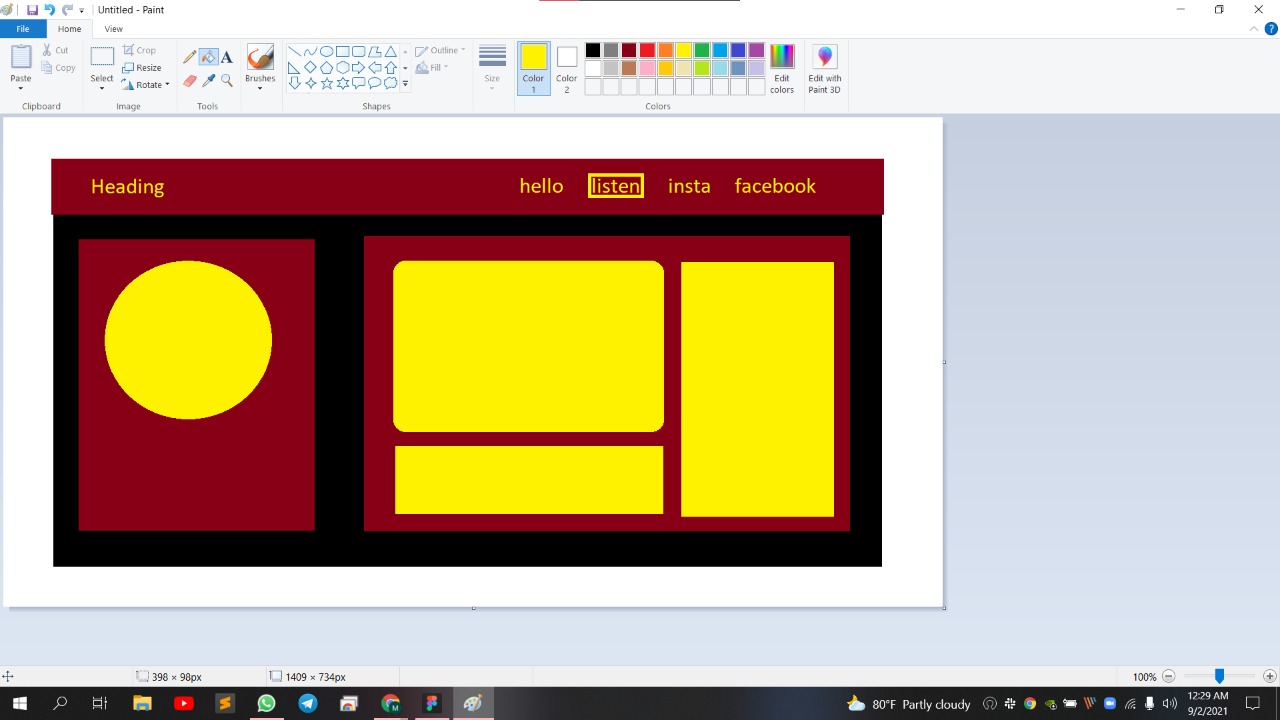 Untitled - Paint
File Home View
Paste Cut Copy Clipboard
Select Crop Resize Rotate Image
A Tools
Brushes
Outline Fill Shapes
Size
Color 1 Color 2 Edit colors Colors
Edit with Paint 3D
Heading hello listen insta facebook
398 × 98px 1409 × 734px 100%
80°F Partly cloudy 12:29 AM
9/2/2021